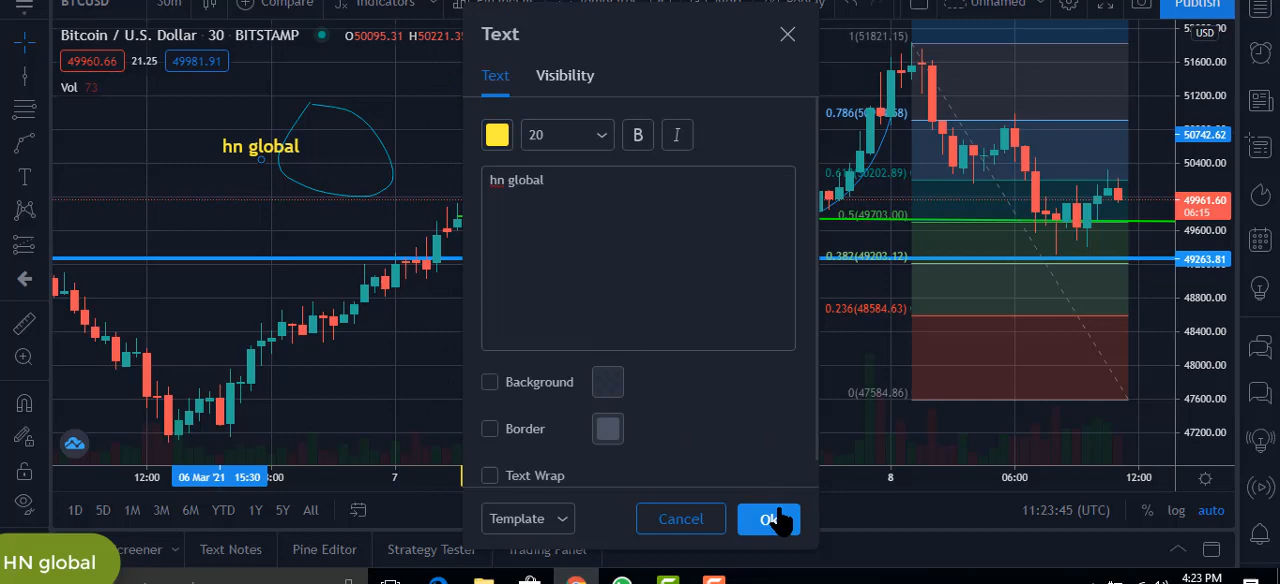 BTCUSD 30m Compare Indicators Unnamed Publish
Bitcoin / U.S. Dollar · 30 · BITSTAMP O50095.31 H50221.35
49960.66 21.25 49981.91
Vol 73
hn global
Text
Text Visibility
20 B I
hn global
Background
Border
Text Wrap
Template Cancel Ok
1(51821.15)
0.786(50
0.5(49703.00)
0.382(49203.12)
0.236(48584.63)
0(47584.86)
USD
51600.00
51200.00
50742.62
50400.00
49961.60
06:15
49600.00
49263.81
48800.00
48400.00
48000.00
47600.00
47200.00
12:00 06 Mar '21 15:30 :00 7 8 06:00 12:00
1D 5D 1M 3M 6M YTD 1Y 5Y All 11:23:45 (UTC) % log auto
Screener Text Notes Pine Editor Strategy Tester Trading Panel
HN global
4:23 PM